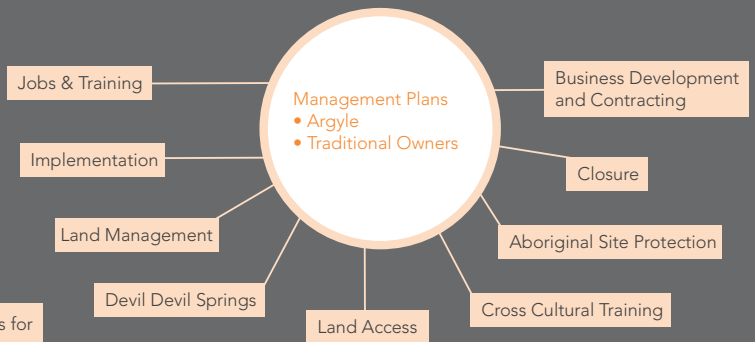 Management Plans
• Argyle
• Traditional Owners
Jobs & Training
Implementation
Land Management
Devil Devil Springs
Land Access
Cross Cultural Training
Aboriginal Site Protection
Closure
Business Development
and Contracting
for